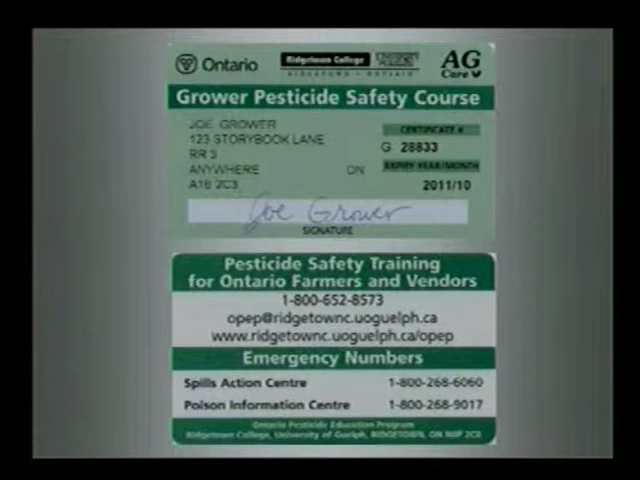 Ontario
Ridgetown College
RIDGETOWN • ONTARIO
AG
Care
Grower Pesticide Safety Course
JOE GROWER
123 STORYBOOK LANE
RR 3
ANYWHERE ON
A1B 2C3
CERTIFICATE #
G 28833
EXPIRY YEAR/MONTH
2011/10
Joe Grower
SIGNATURE
Pesticide Safety Training
for Ontario Farmers and Vendors
1-800-652-8573
opep@ridgetownc.uoguelph.ca
www.ridgetownc.uoguelph.ca/opep
Emergency Numbers
Spills Action Centre 1-800-268-6060
Poison Information Centre 1-800-268-9017
Ontario Pesticide Education Program
Ridgetown College, University of Guelph, RIDGETOWN, ON N0P 2C0